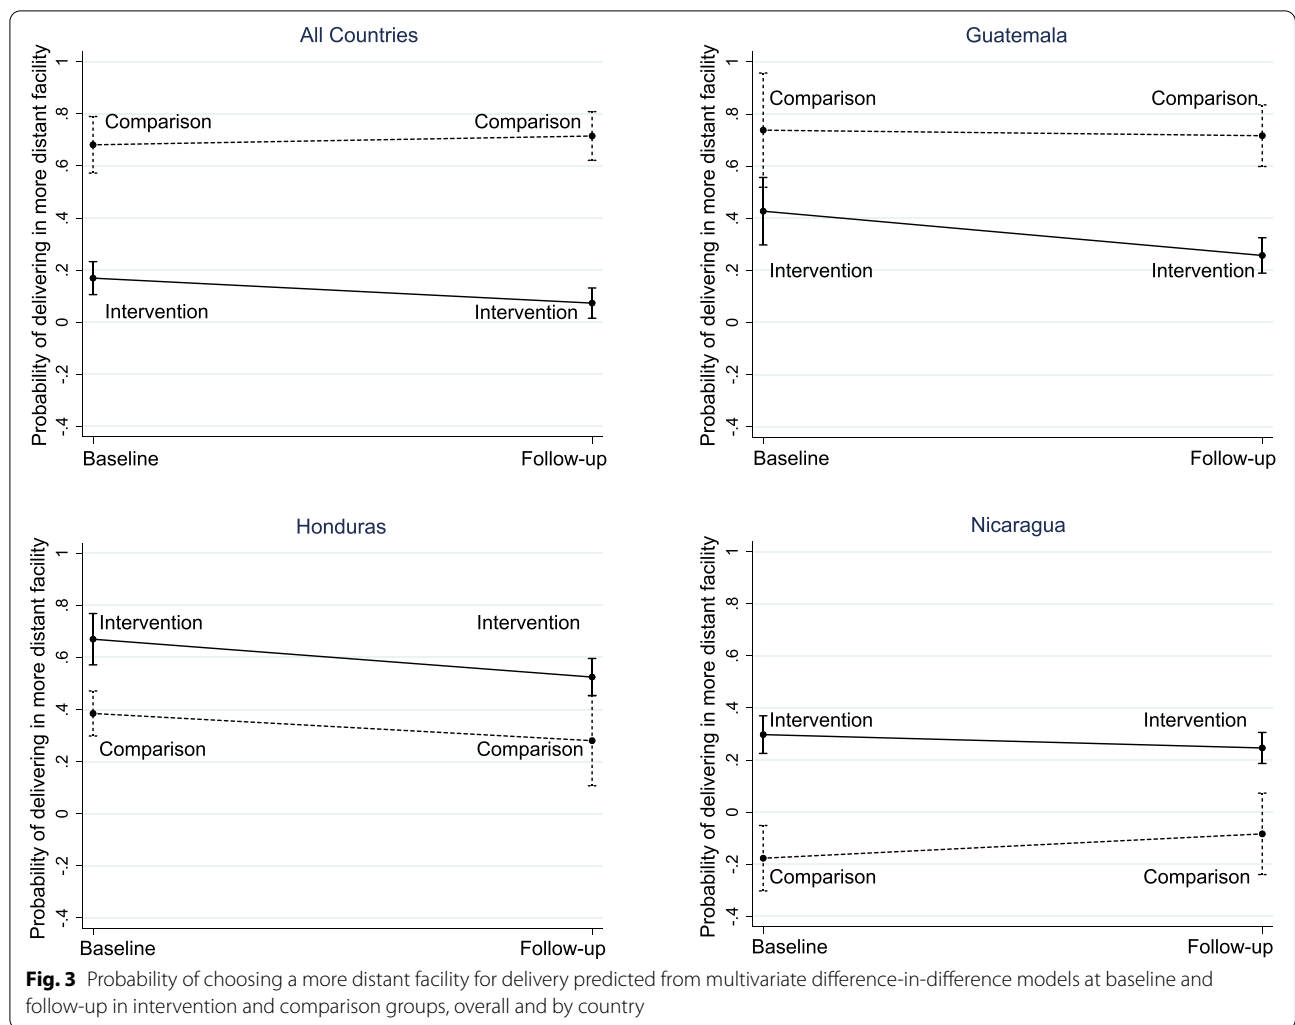 All Countries
Probability of delivering in more distant facility
1
.8
.6
.4
.2
0
-.2
-.4
Comparison
Comparison
Intervention
Intervention
Baseline
Follow-up
Guatemala
Probability of delivering in more distant facility
1
.8
.6
.4
.2
0
-.2
-.4
Comparison
Comparison
Intervention
Intervention
Baseline
Follow-up
Honduras
Probability of delivering in more distant facility
1
.8
.6
.4
.2
0
-.2
-.4
Intervention
Intervention
Comparison
Comparison
Baseline
Follow-up
Nicaragua
Probability of delivering in more distant facility
1
.8
.6
.4
.2
0
-.2
-.4
Intervention
Intervention
Comparison
Comparison
Baseline
Follow-up
Fig. 3 Probability of choosing a more distant facility for delivery predicted from multivariate difference-in-difference models at baseline and
follow-up in intervention and comparison groups, overall and by country